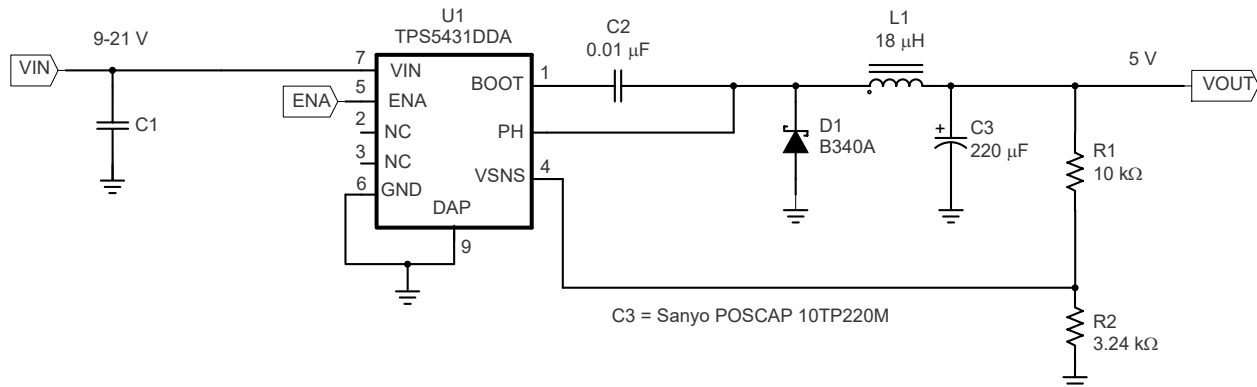 U1
TPS5431DDA
9-21 V
VIN
ENA
7
VIN
5
ENA
2
NC
3
NC
6
GND
DAP
9
BOOT
1
PH
VSNS
4
C1
C2
0.01 μF
L1
18 μH
5 V
VOUT
D1
B340A
+
C3
220 μF
R1
10 kΩ
C3 = Sanyo POSCAP 10TP220M
R2
3.24 kΩ